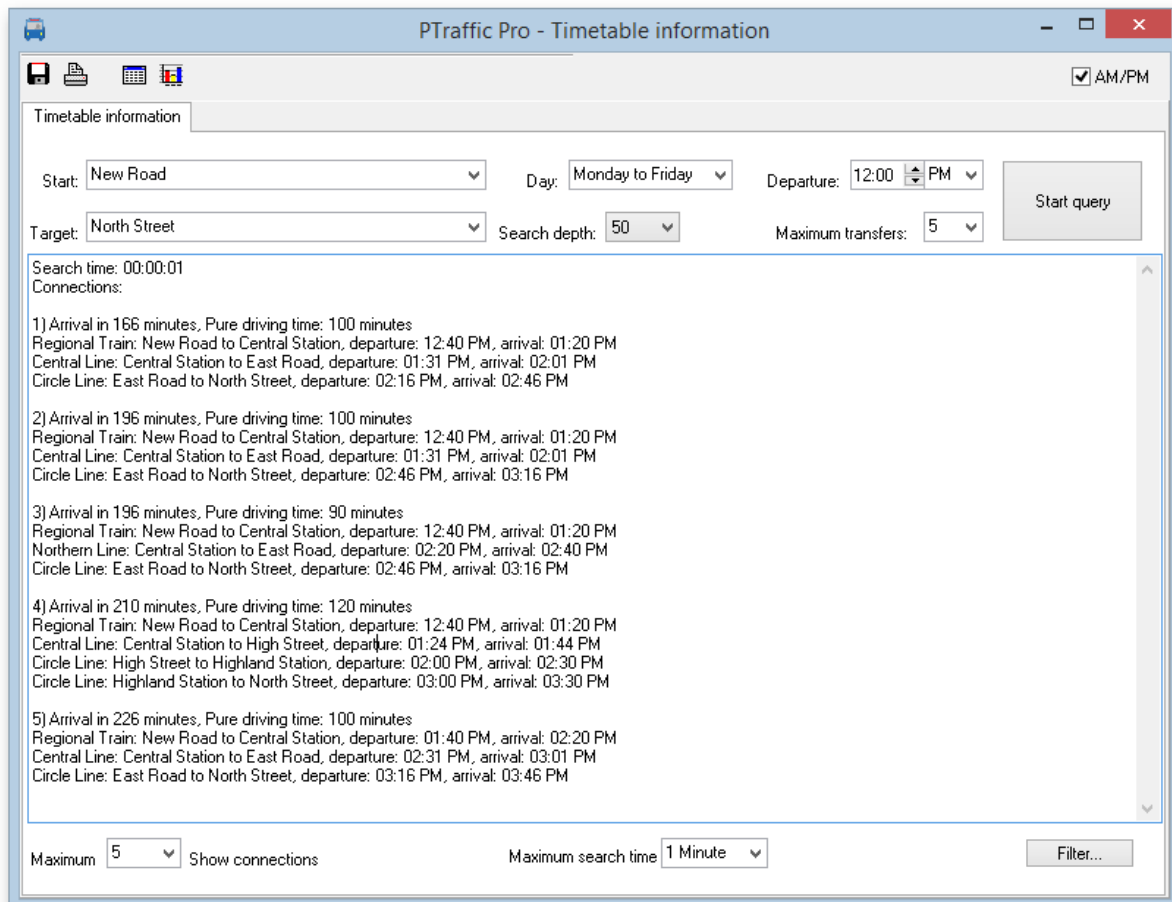 PTraffic Pro - Timetable information
AM/PM
Timetable information
Start: New Road Day: Monday to Friday Departure: 12:00 PM Start query
Target: North Street Search depth: 50 Maximum transfers: 5
Search time: 00:00:01
Connections:
1) Arrival in 166 minutes, Pure driving time: 100 minutes
Regional Train: New Road to Central Station, departure: 12:40 PM, arrival: 01:20 PM
Central Line: Central Station to East Road, departure: 01:31 PM, arrival: 02:01 PM
Circle Line: East Road to North Street, departure: 02:16 PM, arrival: 02:46 PM
2) Arrival in 196 minutes, Pure driving time: 100 minutes
Regional Train: New Road to Central Station, departure: 12:40 PM, arrival: 01:20 PM
Central Line: Central Station to East Road, departure: 01:31 PM, arrival: 02:01 PM
Circle Line: East Road to North Street, departure: 02:46 PM, arrival: 03:16 PM
3) Arrival in 196 minutes, Pure driving time: 90 minutes
Regional Train: New Road to Central Station, departure: 12:40 PM, arrival: 01:20 PM
Northern Line: Central Station to East Road, departure: 02:20 PM, arrival: 02:40 PM
Circle Line: East Road to North Street, departure: 02:46 PM, arrival: 03:16 PM
4) Arrival in 210 minutes, Pure driving time: 120 minutes
Regional Train: New Road to Central Station, departure: 12:40 PM, arrival: 01:20 PM
Central Line: Central Station to High Street, departure: 01:24 PM, arrival: 01:44 PM
Circle Line: High Street to Highland Station, departure: 02:00 PM, arrival: 02:30 PM
Circle Line: Highland Station to North Street, departure: 03:00 PM, arrival: 03:30 PM
5) Arrival in 226 minutes, Pure driving time: 100 minutes
Regional Train: New Road to Central Station, departure: 01:40 PM, arrival: 02:20 PM
Central Line: Central Station to East Road, departure: 02:31 PM, arrival: 03:01 PM
Circle Line: East Road to North Street, departure: 03:16 PM, arrival: 03:46 PM
Maximum 5 Show connections Maximum search time 1 Minute Filter...